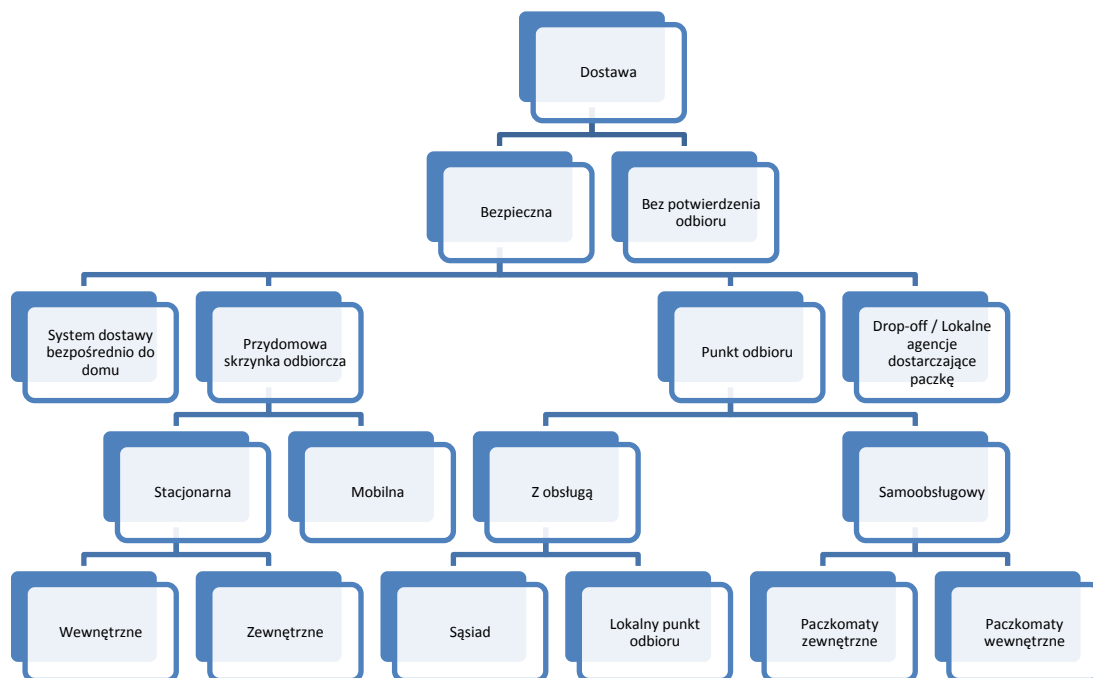 Dostawa
Bezpieczna
Bez potwierdzenia
odbioru
System dostawy
bezpośrednio do
domu
Przydomowa
skrzynka odbiorcza
Punkt odbioru
Drop-off / Lokalne
agencje
dostarczające
paczkę
Stacjonarna
Mobilna
Z obsługą
Samoobsługowy
Wewnętrzne
Zewnętrzne
Sąsiad
Lokalny punkt
odbioru
Paczkomaty
zewnętrzne
Paczkomaty
wewnętrzne